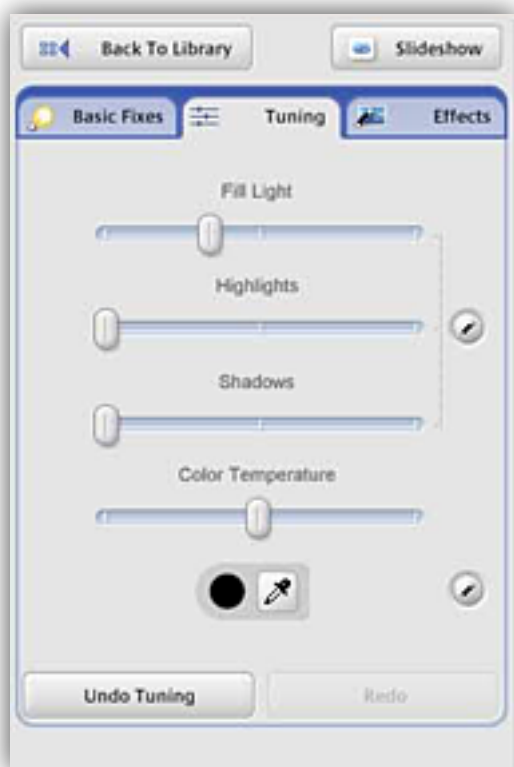 Back To Library
Slideshow
Basic Fixes
Tuning
Effects
Fill Light
Highlights
Shadows
Color Temperature
Undo Tuning
Redo